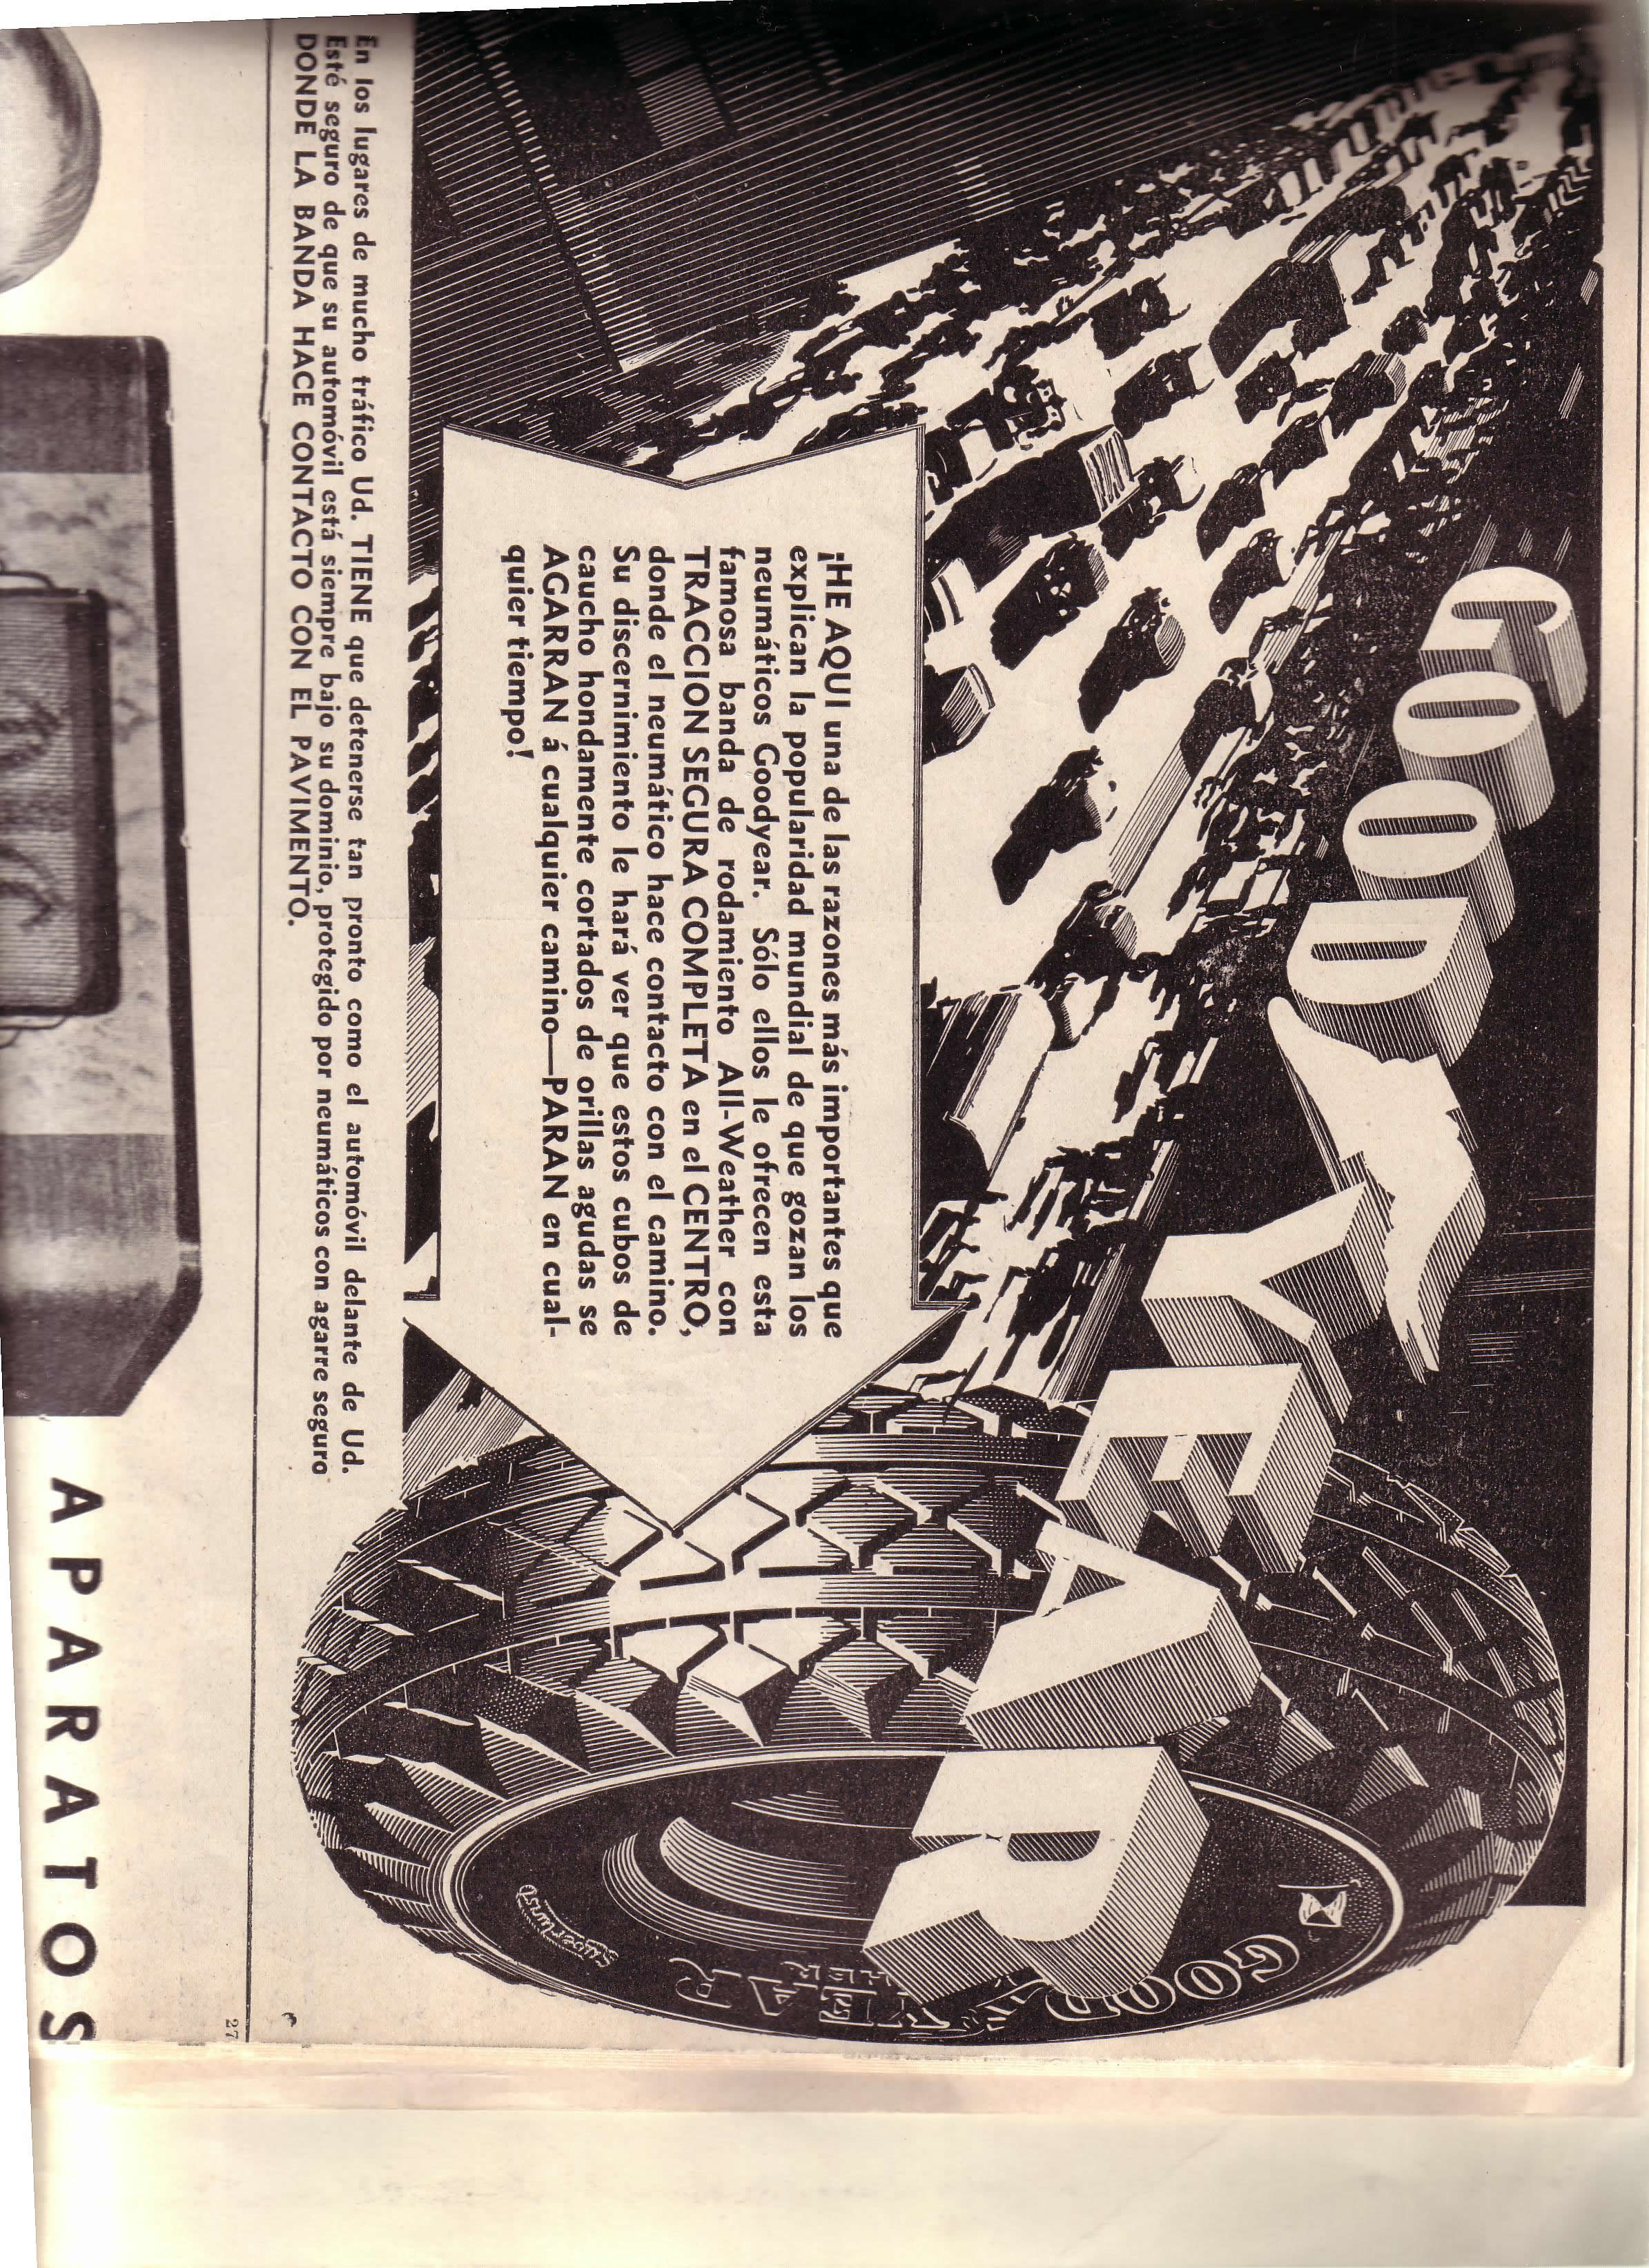 GOOD YEAR
GOODYEAR
¡HE AQUI una de las razones más importantes que
explican la popularidad mundial de que gozan los
neumáticos Goodyear. Sólo ellos le ofrecen esta
famosa banda de rodamiento All-Weather con
TRACCION SEGURA COMPLETA en el CENTRO,
donde el neumático hace contacto con el camino.
Su discernimiento le hará ver que estos cubos de
caucho hondamente cortados de orillas agudas se
AGARRAN á cualquier camino—PARAN en cual-
quier tiempo!
Supertwist
En los lugares de mucho tráfico Ud. TIENE que detenerse tan pronto como el automóvil delante de Ud.
Esté seguro de que su automóvil está siempre bajo su dominio, protegido por neumáticos con agarre seguro
DONDE LA BANDA HACE CONTACTO CON EL PAVIMENTO.
27
APARATOS